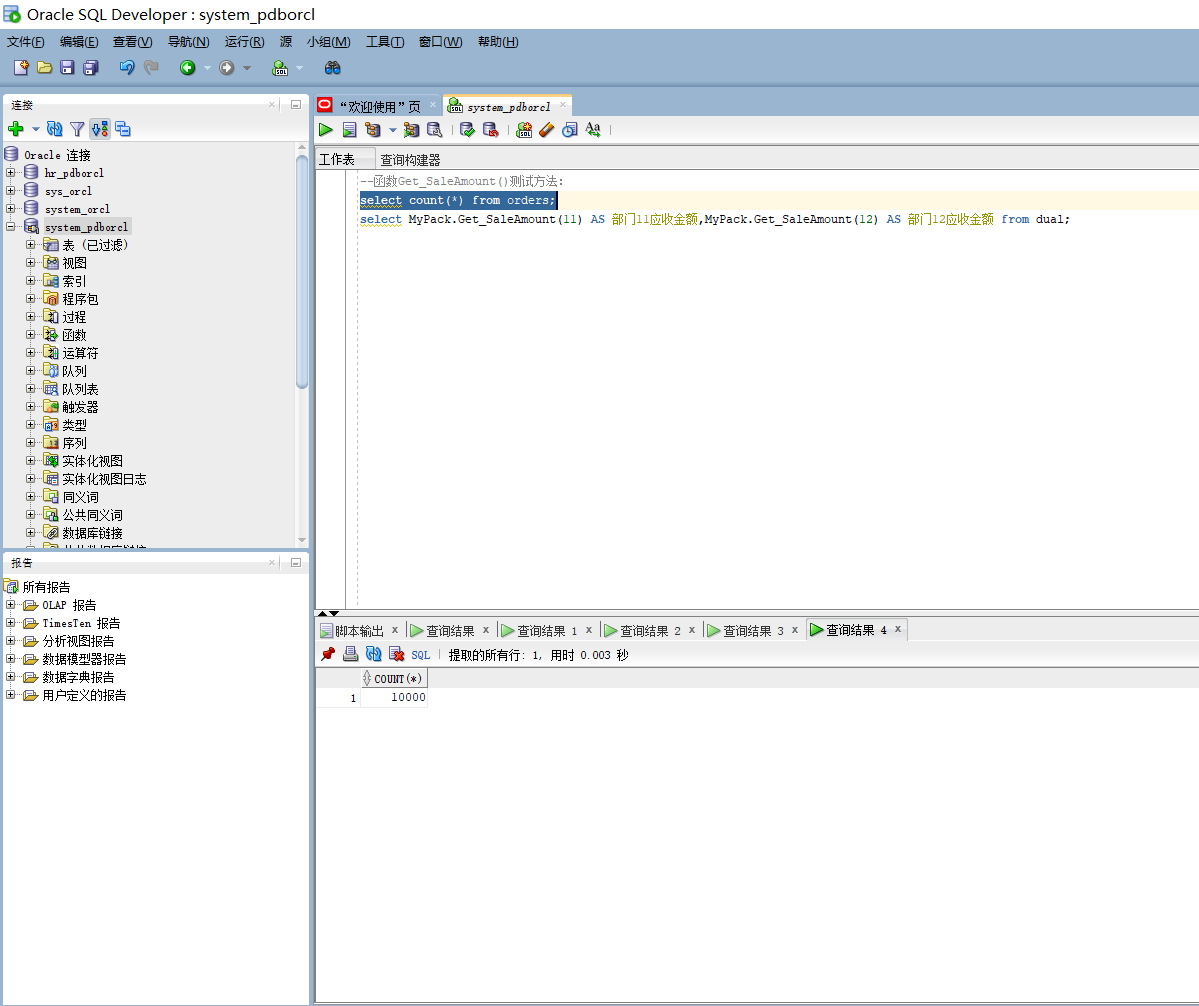 Oracle SQL Developer : system_pdborcl
文件(F) 编辑(E) 查看(V) 导航(N) 运行(R) 源 小组(M) 工具(T) 窗口(W) 帮助(H)
连接
Oracle 连接
hr_pdborcl
sys_orcl
system_orcl
system_pdborcl
表 (已过滤)
视图
索引
程序包
过程
函数
运算符
队列
队列表
触发器
类型
序列
实体化视图
实体化视图日志
同义词
公共同义词
数据库链接
报告
所有报告
OLAP 报告
TimesTen 报告
分析视图报告
数据模型器报告
数据字典报告
用户定义的报告
“欢迎使用”页 system_pdborcl
工作表 查询构建器
--函数Get_SaleAmount()测试方法:
select count(*) from orders;
select MyPack.Get_SaleAmount(11) AS 部门11应收金额,MyPack.Get_SaleAmount(12) AS 部门12应收金额 from dual;
脚本输出 x 查询结果 x 查询结果 1 x 查询结果 2 x 查询结果 3 x 查询结果 4 x
SQL | 提取的所有行: 1, 用时 0.003 秒
COUNT(*)
1 10000